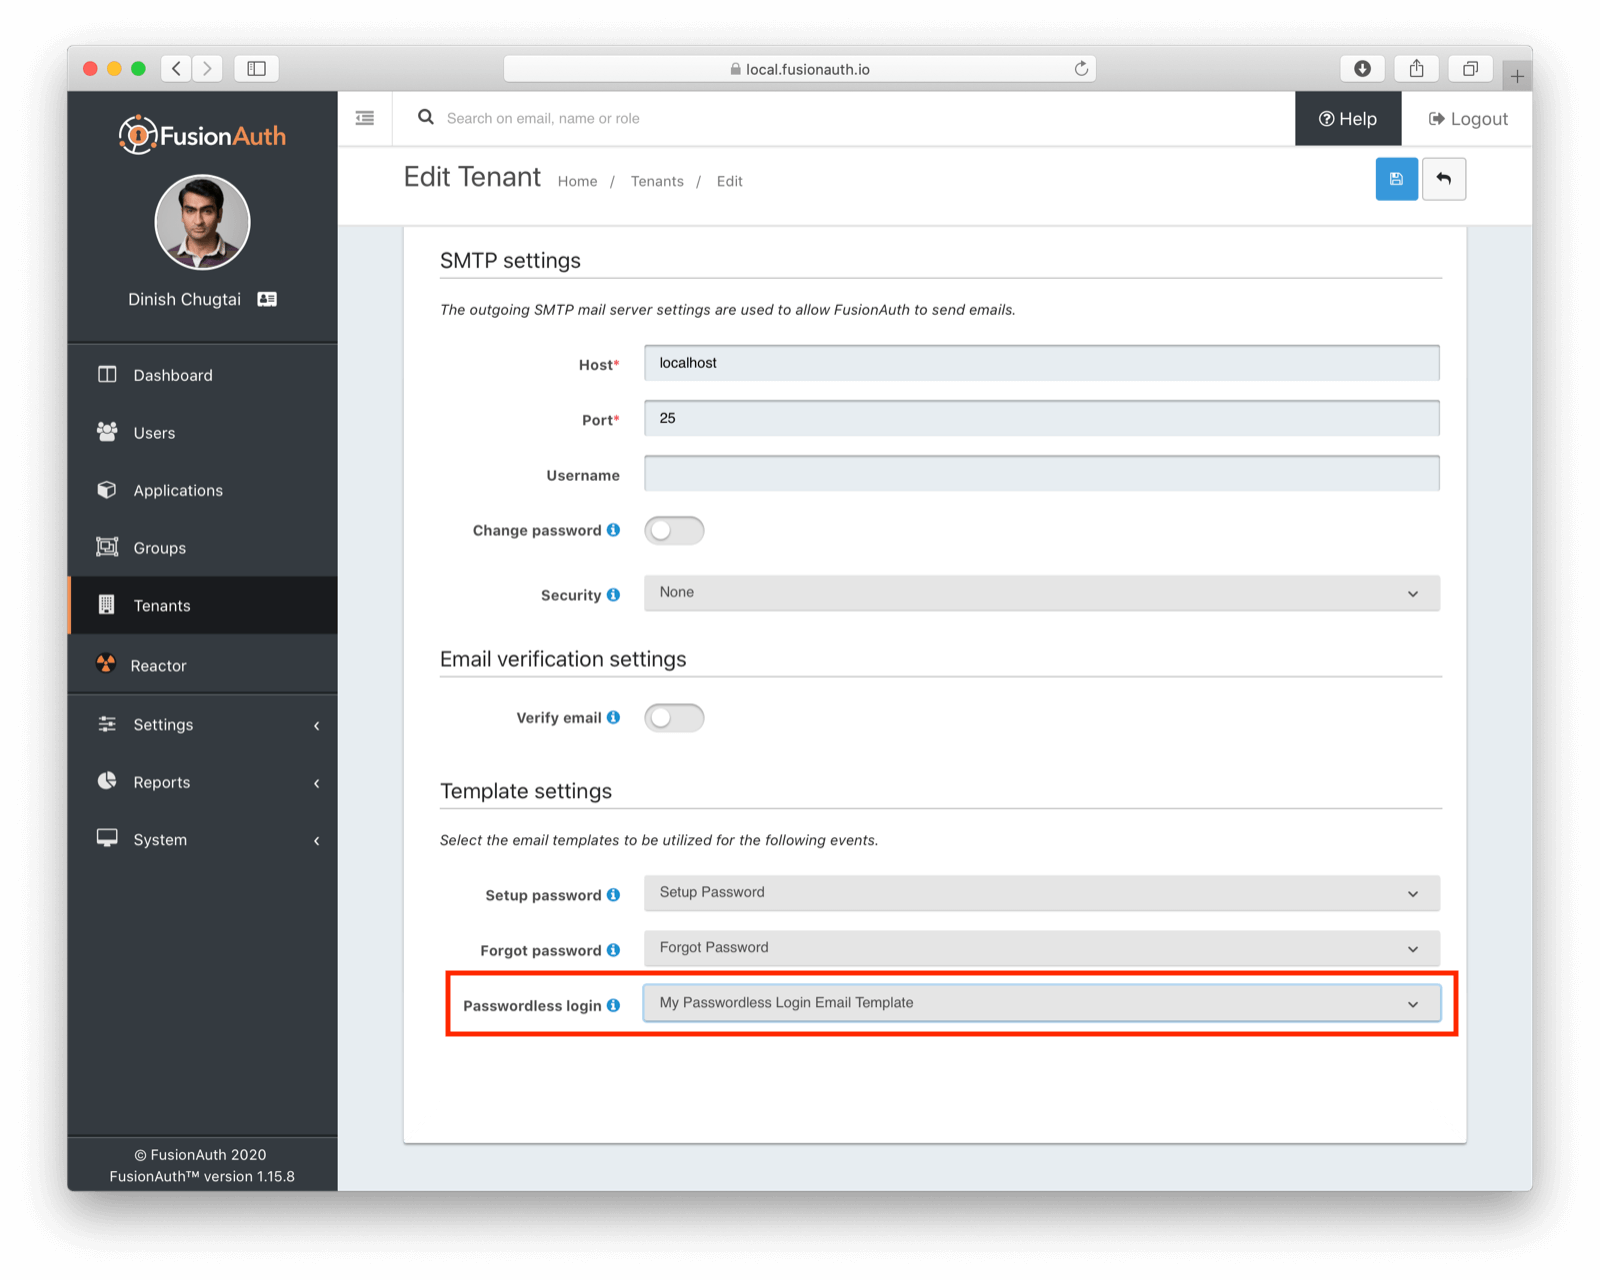 local.fusionauth.io
FusionAuth
Search on email, name or role
Help
Logout
Edit Tenant
Home / Tenants / Edit
Dinish Chugtai
Dashboard
Users
Applications
Groups
Tenants
Reactor
Settings
Reports
System
© FusionAuth 2020
FusionAuth™ version 1.15.8
SMTP settings
The outgoing SMTP mail server settings are used to allow FusionAuth to send emails.
Host* localhost
Port* 25
Username
Change password
Security None
Email verification settings
Verify email
Template settings
Select the email templates to be utilized for the following events.
Setup password Setup Password
Forgot password Forgot Password
Passwordless login My Passwordless Login Email Template